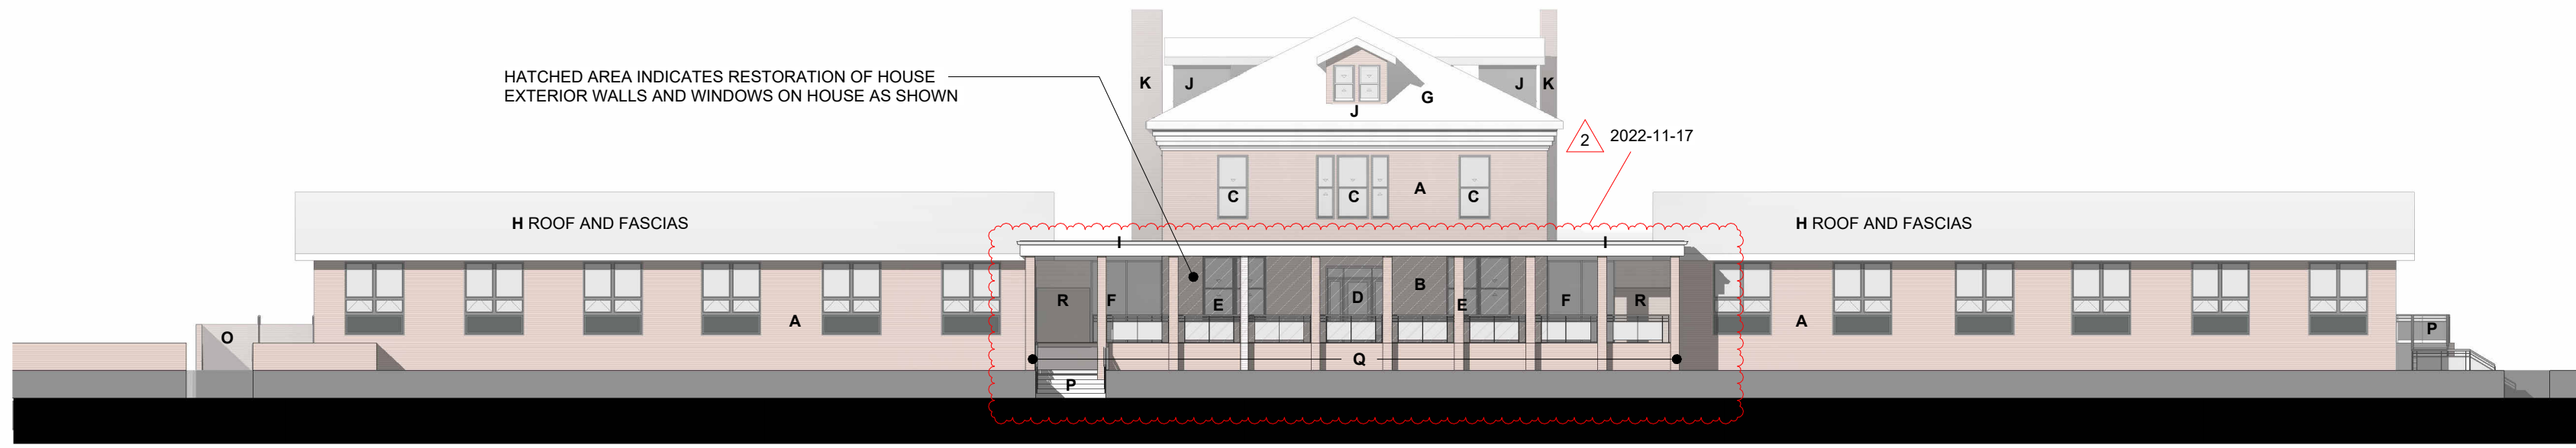 HATCHED AREA INDICATES RESTORATION OF HOUSE
EXTERIOR WALLS AND WINDOWS ON HOUSE AS SHOWN
K
J
J
K
G
J
2
2022-11-17
C
C
A
C
H ROOF AND FASCIAS
H ROOF AND FASCIAS
I
I
R
F
E
D
B
E
F
R
A
A
O
P
Q
P